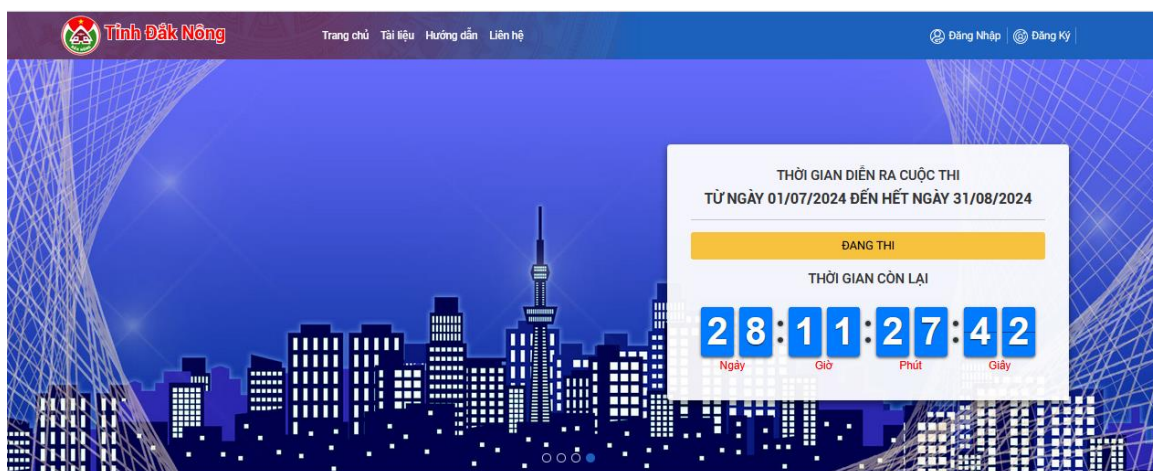 Tỉnh Đắk Nông
Trang chủ Tài liệu Hướng dẫn Liên hệ
Đăng Nhập Đăng Ký
THỜI GIAN DIỄN RA CUỘC THI
TỪ NGÀY 01/07/2024 ĐẾN HẾT NGÀY 31/08/2024
ĐANG THI
THỜI GIAN CÒN LẠI
28:11:27:42
Ngày Giờ Phút Giây